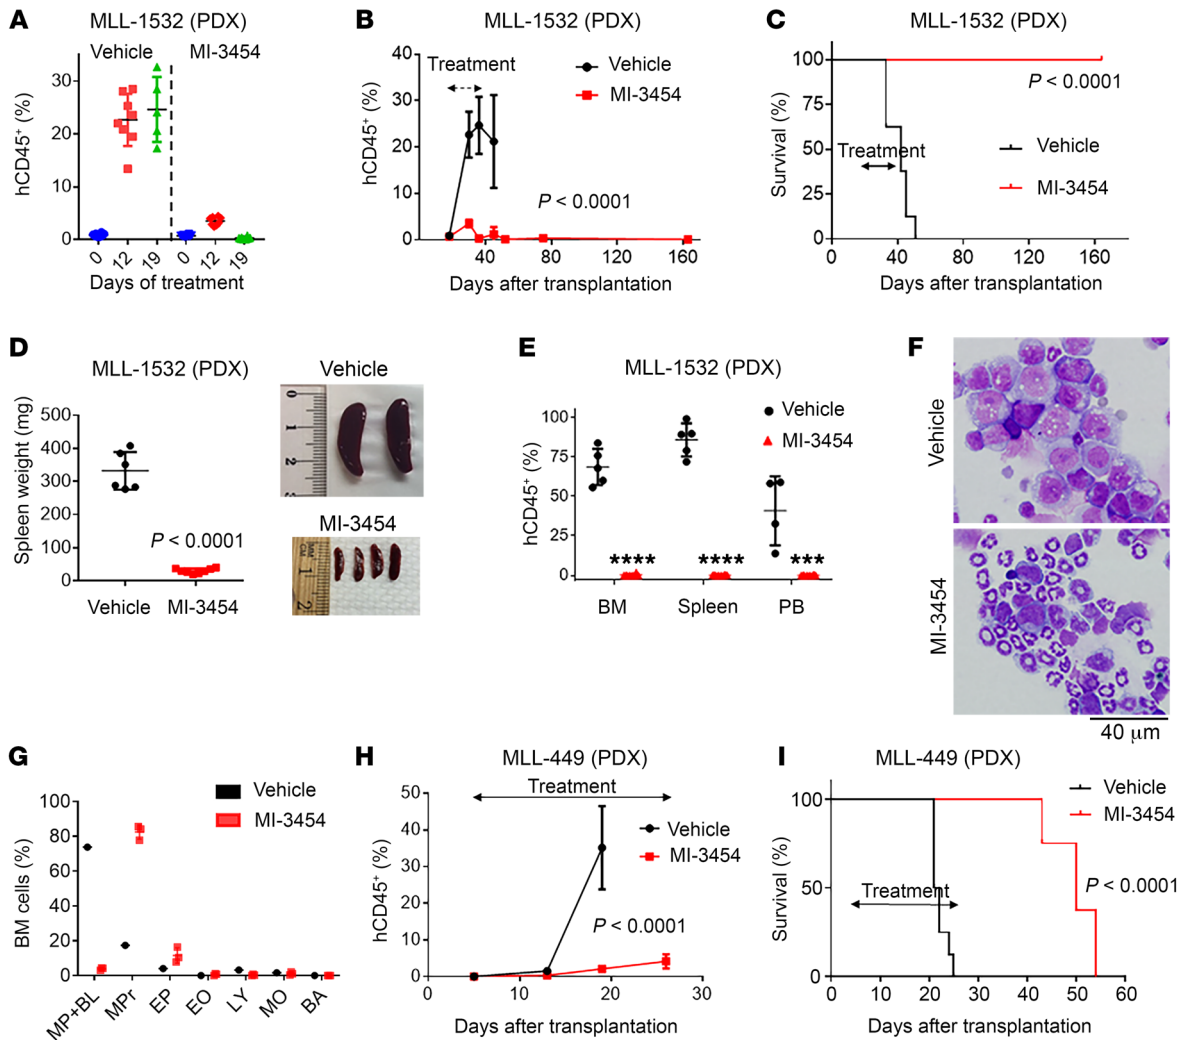 A
MLL-1532 (PDX)
Vehicle
MI-3454
hCD45+ (%)
30
20
10
0
0
12
19
0
12
19
Days of treatment
B
MLL-1532 (PDX)
hCD45+ (%)
40
30
20
10
0
Treatment
Vehicle
MI-3454
P < 0.0001
40
80
120
160
Days after transplantation
C
MLL-1532 (PDX)
Survival (%)
100
75
50
25
0
P < 0.0001
Vehicle
MI-3454
Treatment
0
40
80
120
160
Days after transplantation
D
MLL-1532 (PDX)
Spleen weight (mg)
500
400
300
200
100
0
P < 0.0001
Vehicle
MI-3454
Vehicle
0
1
2
MI-3454
1
2
E
MLL-1532 (PDX)
hCD45+ (%)
100
75
50
25
0
Vehicle
MI-3454
****
****
***
BM
Spleen
PB
F
Vehicle
MI-3454
40 μm
G
BM cells (%)
100
80
60
40
20
0
Vehicle
MI-3454
MP+BL
MPr
EP
EO
LY
MO
BA
H
MLL-449 (PDX)
hCD45+ (%)
50
40
30
20
10
0
Treatment
Vehicle
MI-3454
P < 0.0001
0
10
20
30
Days after transplantation
I
MLL-449 (PDX)
Survival (%)
100
50
0
Vehicle
MI-3454
P < 0.0001
Treatment
0
10
20
30
40
50
60
Days after transplantation